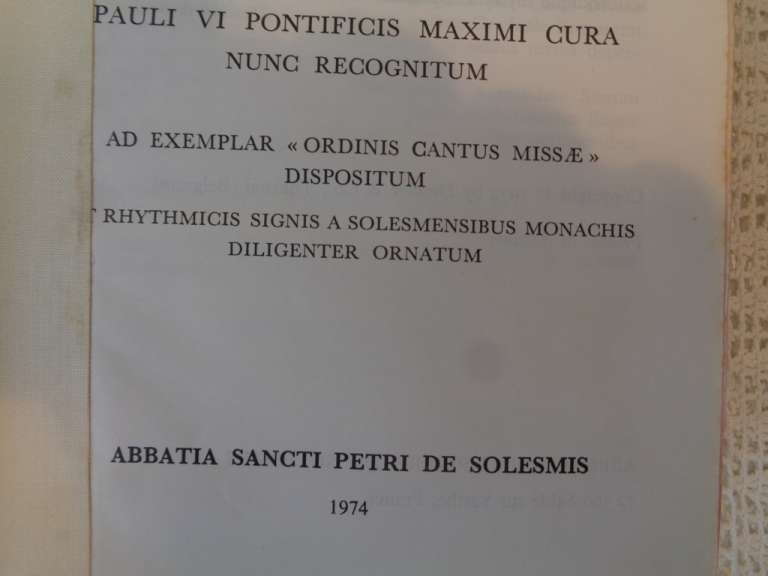 PAULI VI PONTIFICIS MAXIMI CURA
NUNC RECOGNITUM
AD EXEMPLAR « ORDINIS CANTUS MISSÆ »
DISPOSITUM
RHYTHMICIS SIGNIS A SOLESMENSIBUS MONACHIS
DILIGENTER ORNATUM
ABBATIA SANCTI PETRI DE SOLESMIS
1974